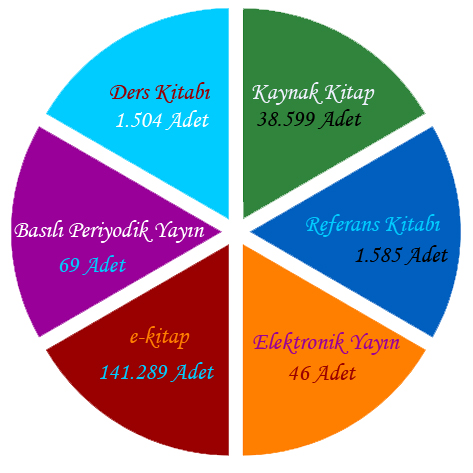 Ders Kitabı
1.504 Adet
Kaynak Kitap
38.599 Adet
Basılı Periyodik Yayın
69 Adet
Referans Kitabı
1.585 Adet
e-kitap
141.289 Adet
Elektronik Yayın
46 Adet